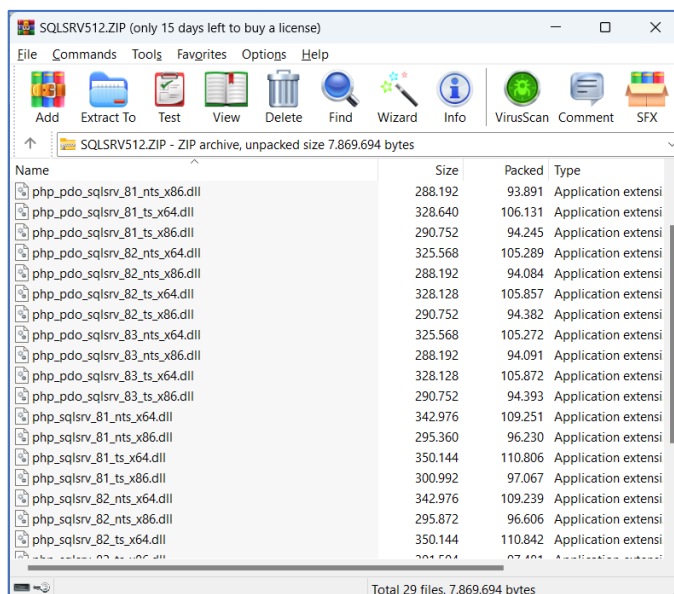 SQLSRV512.ZIP (only 15 days left to buy a license)
File Commands Tools Favorites Options Help
Add Extract To Test View Delete Find Wizard Info VirusScan Comment SFX
SQLSRV512.ZIP - ZIP archive, unpacked size 7.869.694 bytes
Name Size Packed Type
php_pdo_sqlsrv_81_nts_x86.dll 288.192 93.891 Application extensi
php_pdo_sqlsrv_81_ts_x64.dll 328.640 106.131 Application extensi
php_pdo_sqlsrv_81_ts_x86.dll 290.752 94.245 Application extensi
php_pdo_sqlsrv_82_nts_x64.dll 325.568 105.289 Application extensi
php_pdo_sqlsrv_82_nts_x86.dll 288.192 94.084 Application extensi
php_pdo_sqlsrv_82_ts_x64.dll 328.128 105.857 Application extensi
php_pdo_sqlsrv_82_ts_x86.dll 290.752 94.382 Application extensi
php_pdo_sqlsrv_83_nts_x64.dll 325.568 105.272 Application extensi
php_pdo_sqlsrv_83_nts_x86.dll 288.192 94.091 Application extensi
php_pdo_sqlsrv_83_ts_x64.dll 328.128 105.872 Application extensi
php_pdo_sqlsrv_83_ts_x86.dll 290.752 94.393 Application extensi
php_sqlsrv_81_nts_x64.dll 342.976 109.251 Application extensi
php_sqlsrv_81_nts_x86.dll 295.360 96.230 Application extensi
php_sqlsrv_81_ts_x64.dll 350.144 110.806 Application extensi
php_sqlsrv_81_ts_x86.dll 300.992 97.067 Application extensi
php_sqlsrv_82_nts_x64.dll 342.976 109.239 Application extensi
php_sqlsrv_82_nts_x86.dll 295.872 96.606 Application extensi
php_sqlsrv_82_ts_x64.dll 350.144 110.842 Application extensi
Total 29 files, 7.869.694 bytes